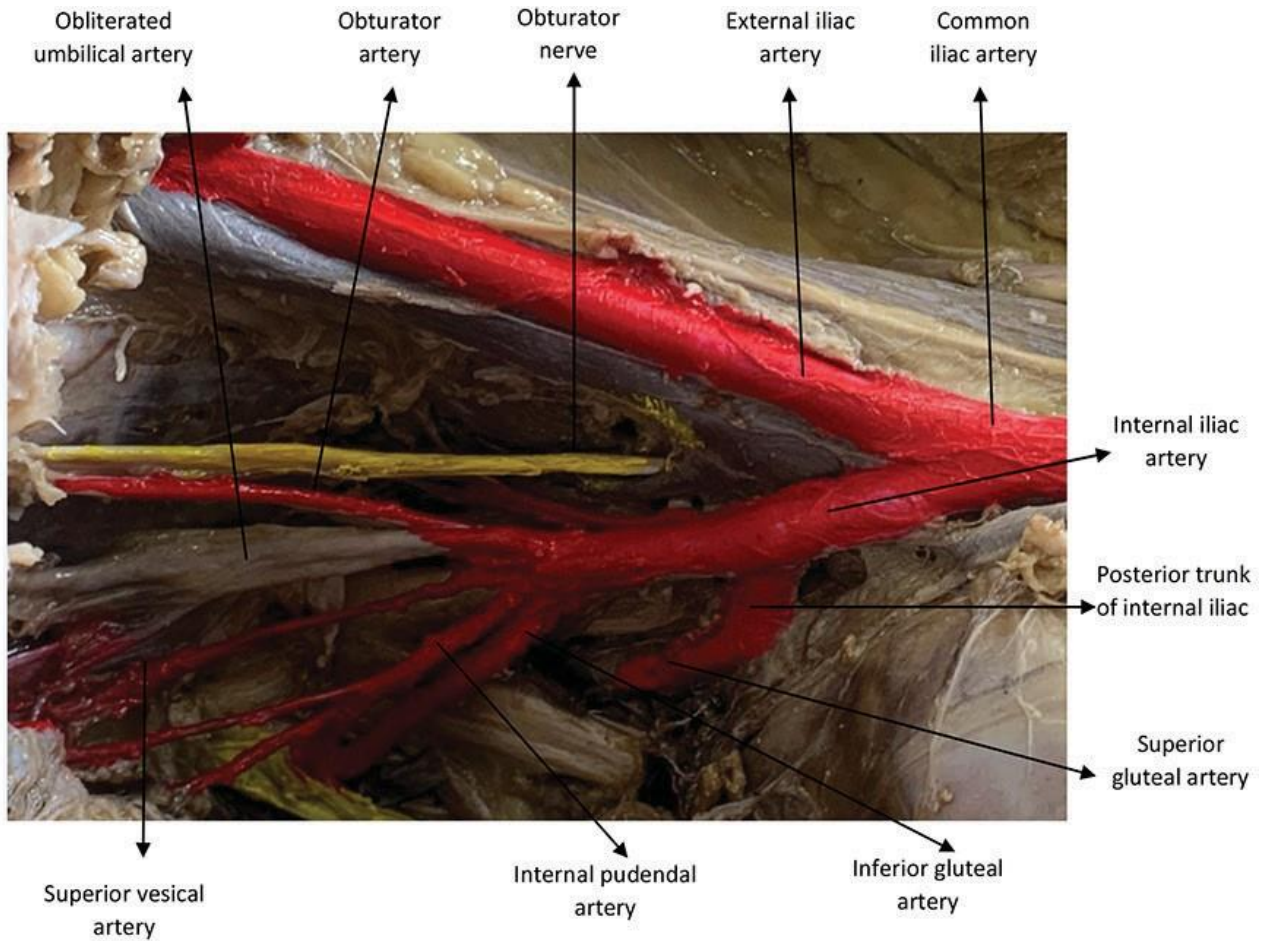 Obliterated
umbilical artery
Obturator
artery
Obturator
nerve
External iliac
artery
Common
iliac artery
Internal iliac
artery
Posterior trunk
of internal iliac
Superior
gluteal artery
Inferior gluteal
artery
Internal pudendal
artery
Superior vesical
artery